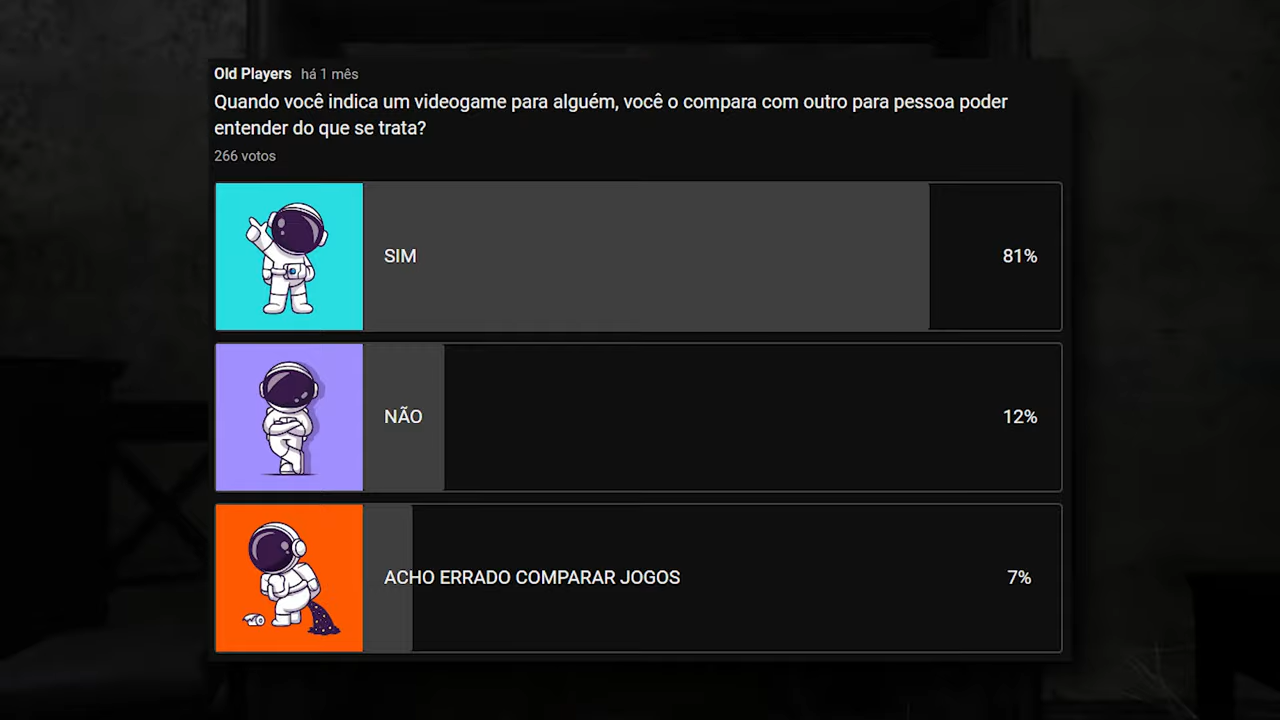 Old Players há 1 mês
Quando você indica um videogame para alguém, você o compara com outro para pessoa poder
entender do que se trata?
266 votos
SIM 81%
NÃO 12%
ACHO ERRADO COMPARAR JOGOS 7%